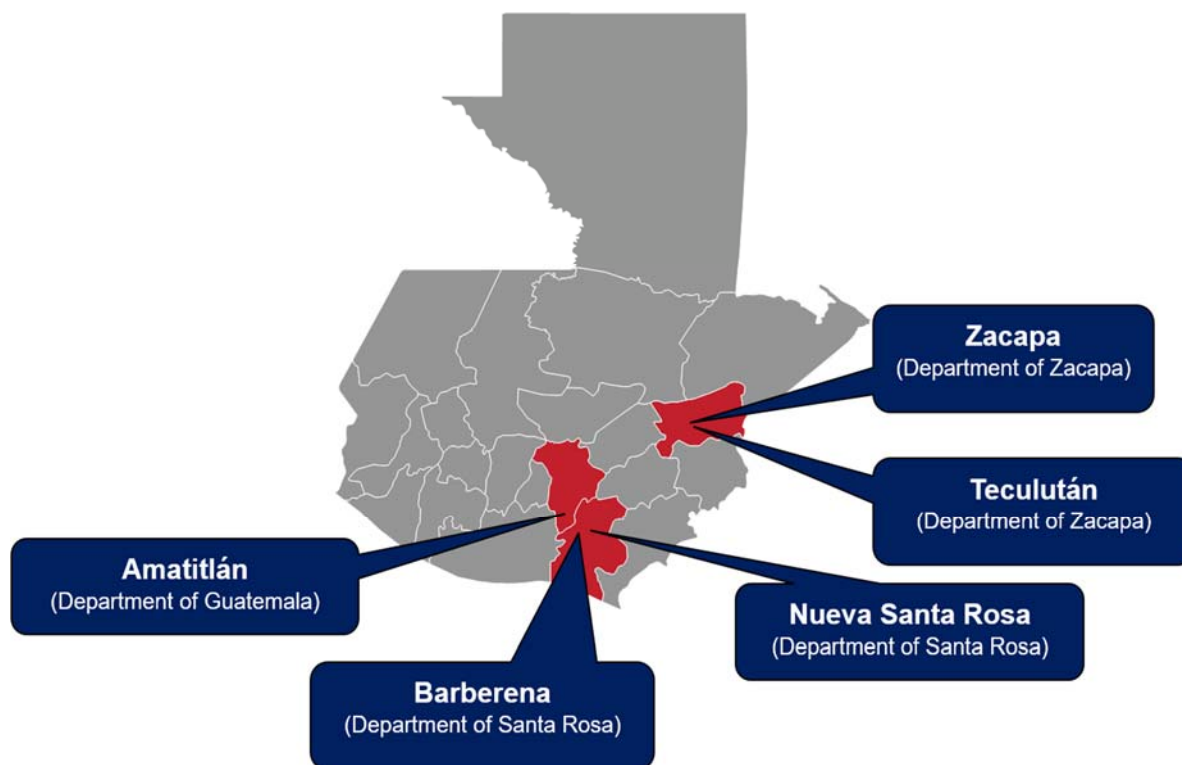 Zacapa
(Department of Zacapa)
Teculután
(Department of Zacapa)
Amatitlán
(Department of Guatemala)
Nueva Santa Rosa
(Department of Santa Rosa)
Barberena
(Department of Santa Rosa)